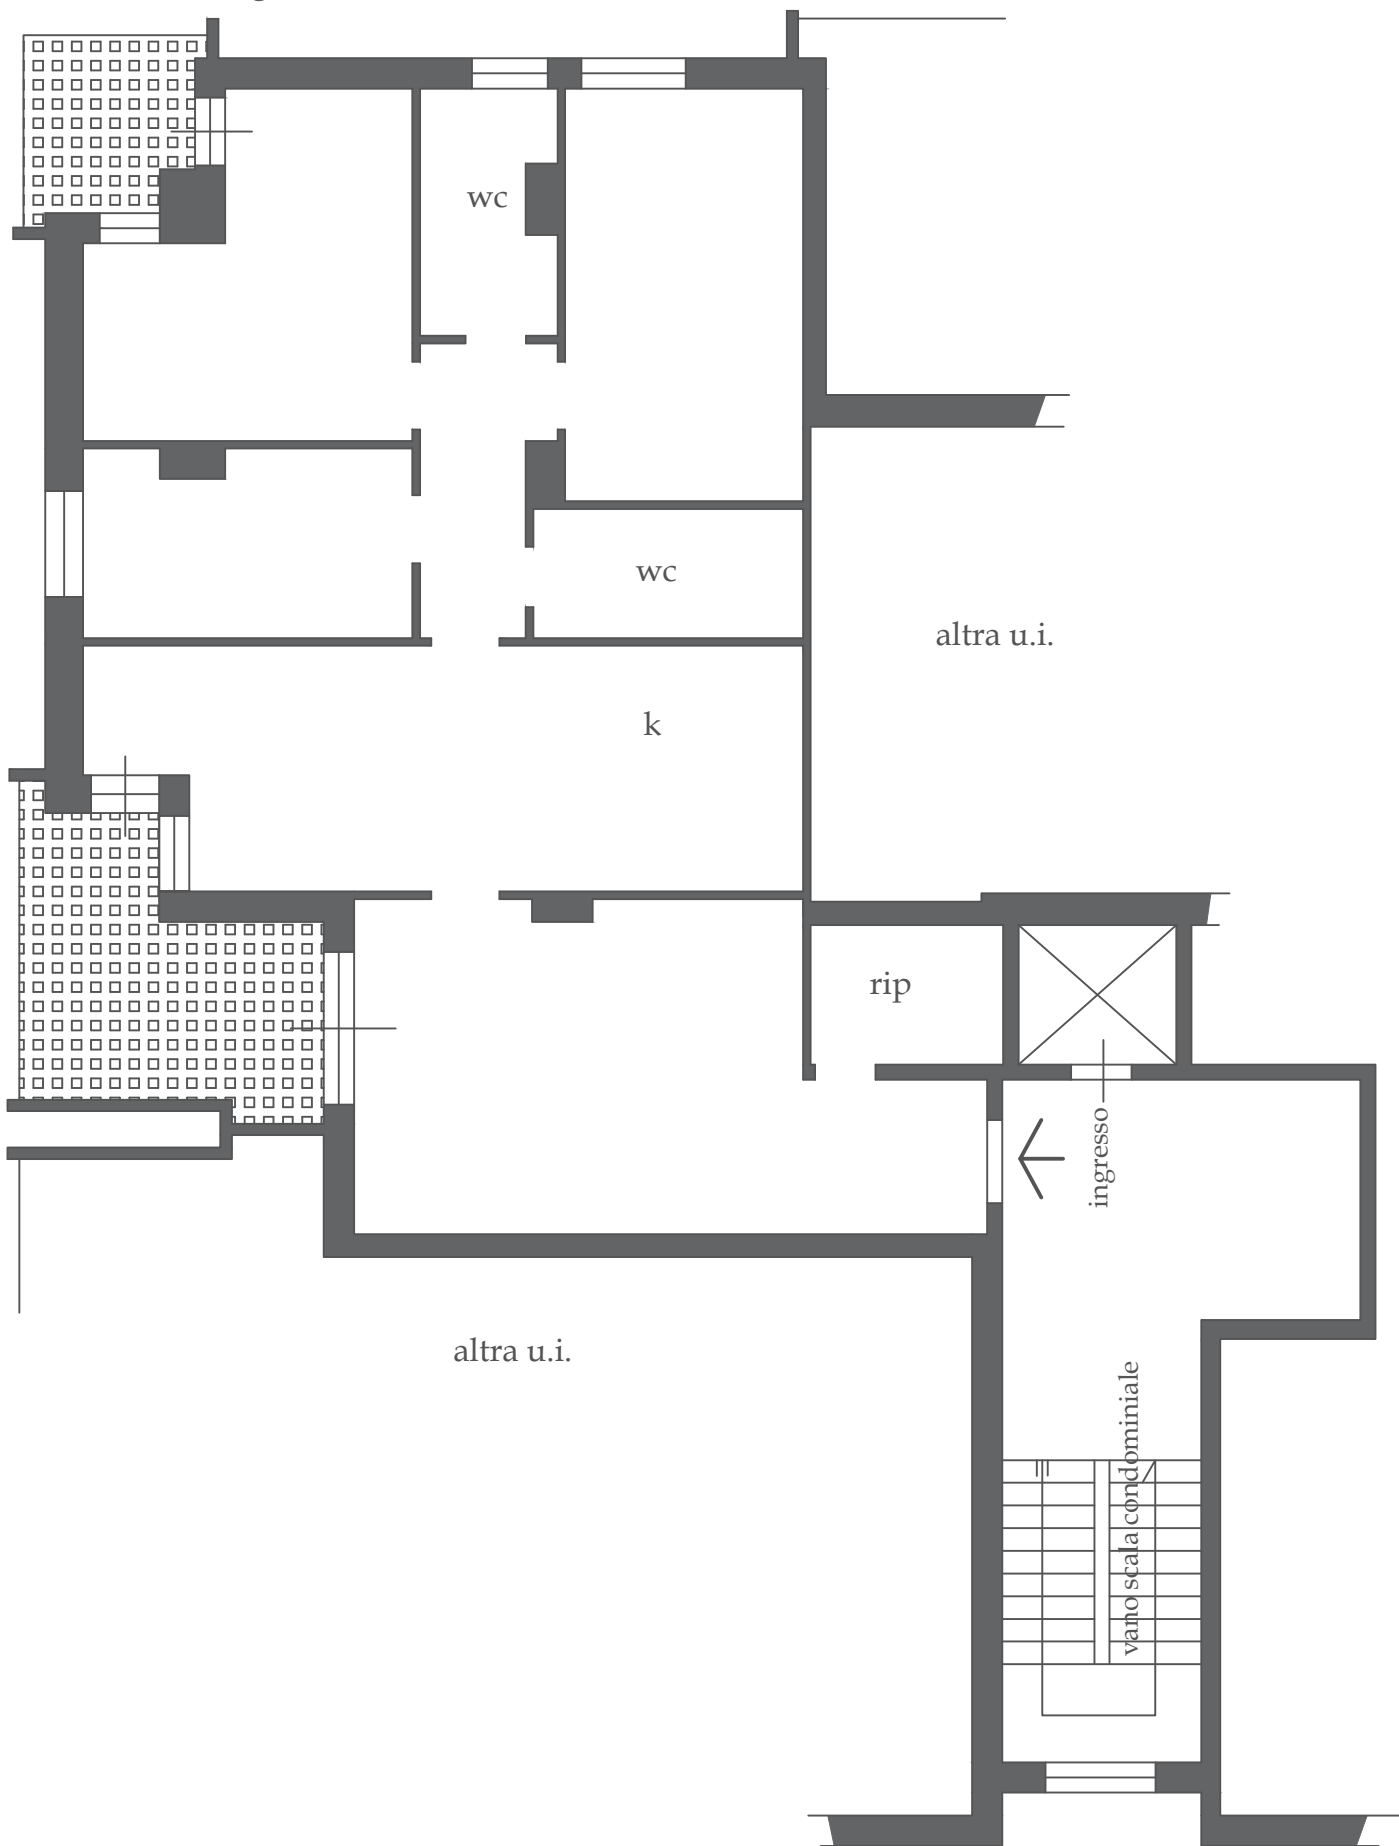 wc
wc
altra u.i.
k
rip
ingresso
altra u.i.
vano scala condominiale